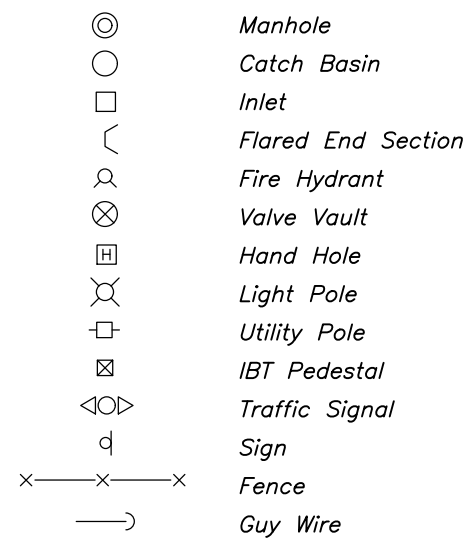 Manhole
Catch Basin
Inlet
Flared End Section
Fire Hydrant
Valve Vault
H Hand Hole
Light Pole
Utility Pole
IBT Pedestal
Traffic Signal
Sign
Fence
Guy Wire